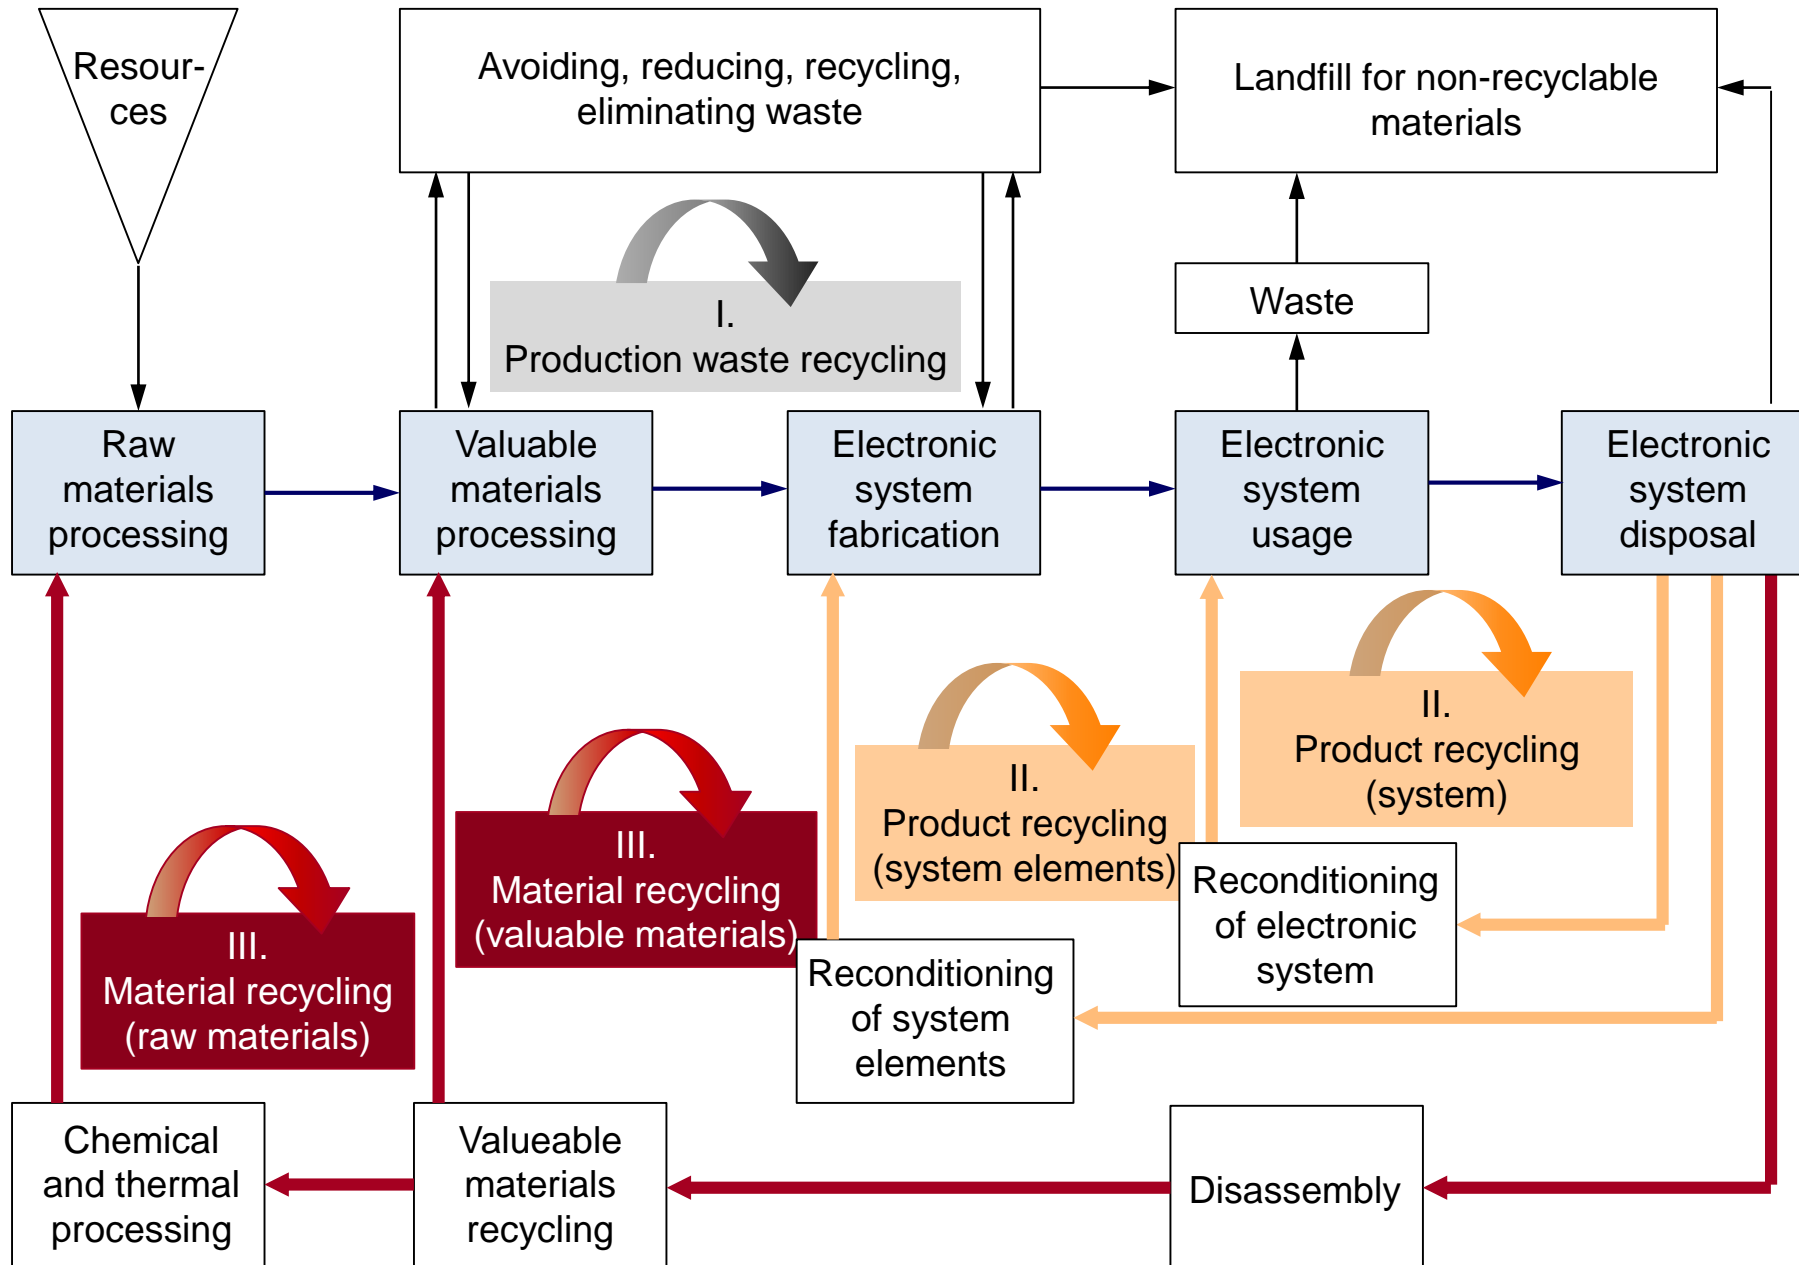 Resour-
ces
Avoiding, reducing, recycling,
eliminating waste
Landfill for non-recyclable
materials
I.
Production waste recycling
Waste
Raw
materials
processing
Valuable
materials
processing
Electronic
system
fabrication
Electronic
system
usage
Electronic
system
disposal
II.
Product recycling
(system)
II.
Product recycling
(system elements)
III.
Material recycling
(valuable materials)
III.
Material recycling
(raw materials)
Reconditioning
of electronic
system
Reconditioning
of system
elements
Chemical
and thermal
processing
Valueable
materials
recycling
Disassembly